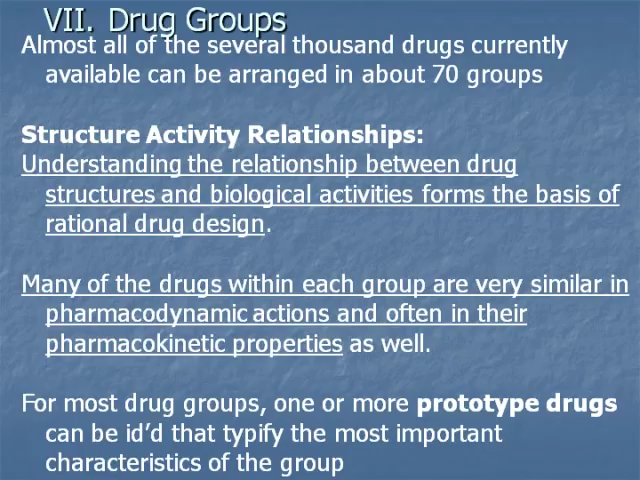 VII. Drug Groups
Almost all of the several thousand drugs currently
available can be arranged in about 70 groups
Structure Activity Relationships:
Understanding the relationship between drug
structures and biological activities forms the basis of
rational drug design.
Many of the drugs within each group are very similar in
pharmacodynamic actions and often in their
pharmacokinetic properties as well.
For most drug groups, one or more prototype drugs
can be id’d that typify the most important
characteristics of the group